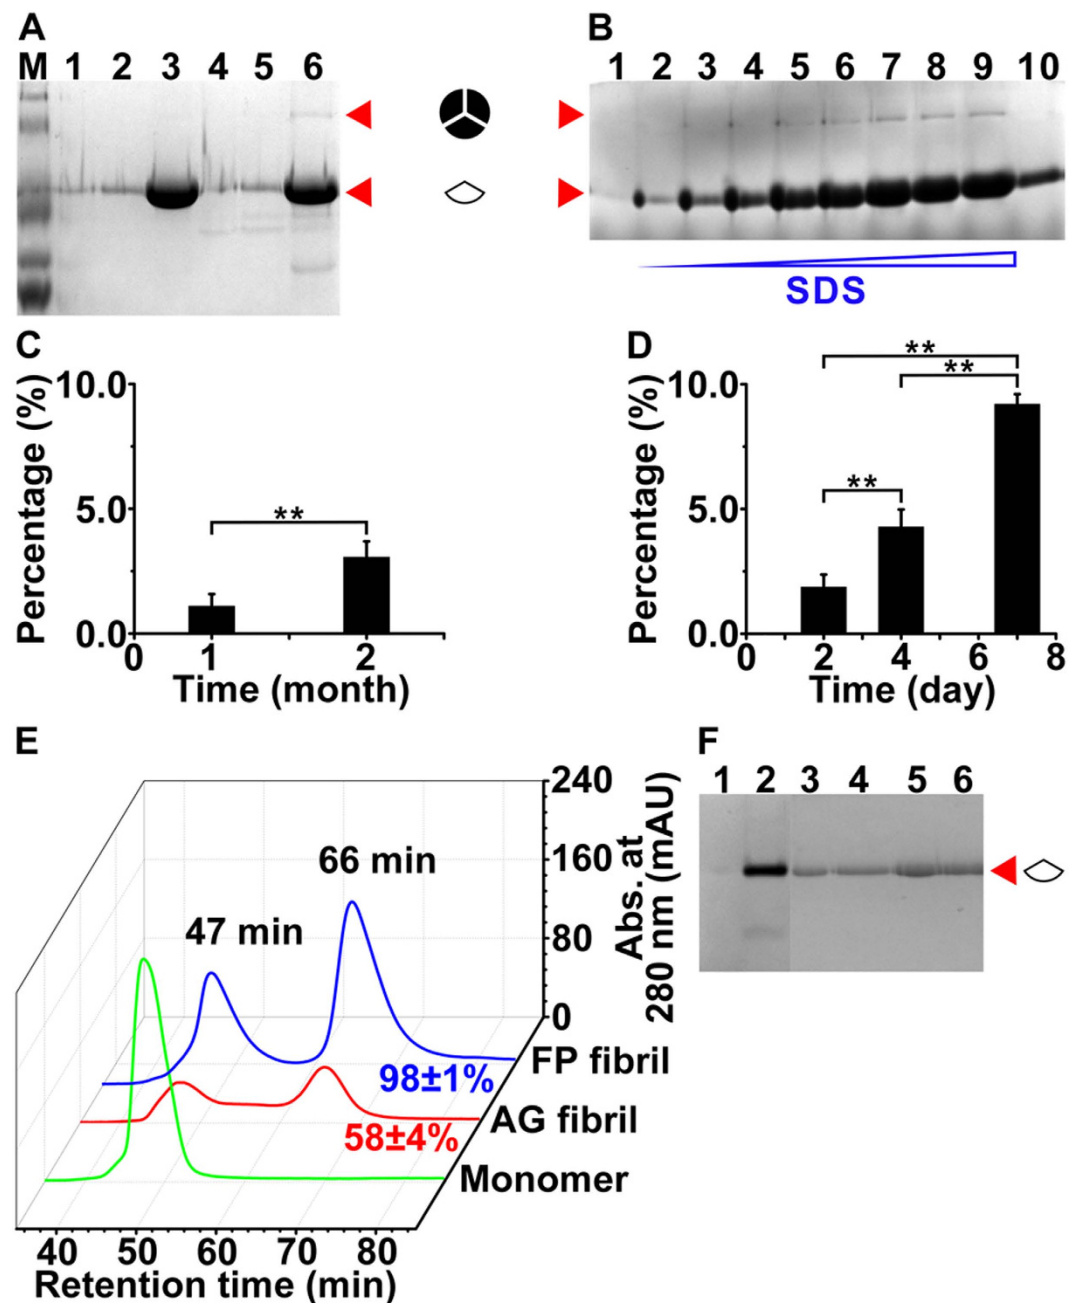 A
M 1 2 3 4 5 6
B
1 2 3 4 5 6 7 8 9 10
SDS
C
Percentage (%)
10.0
5.0
0.0
**
0 1 2
Time (month)
D
Percentage (%)
10.0
5.0
0.0
**
**
**
0 2 4 6 8
Time (day)
E
240
160
80
0
Abs. at
280 nm (mAU)
66 min
47 min
FP fibril
98±1%
AG fibril
58±4%
Monomer
40 50 60 70 80
Retention time (min)
F
1 2 3 4 5 6